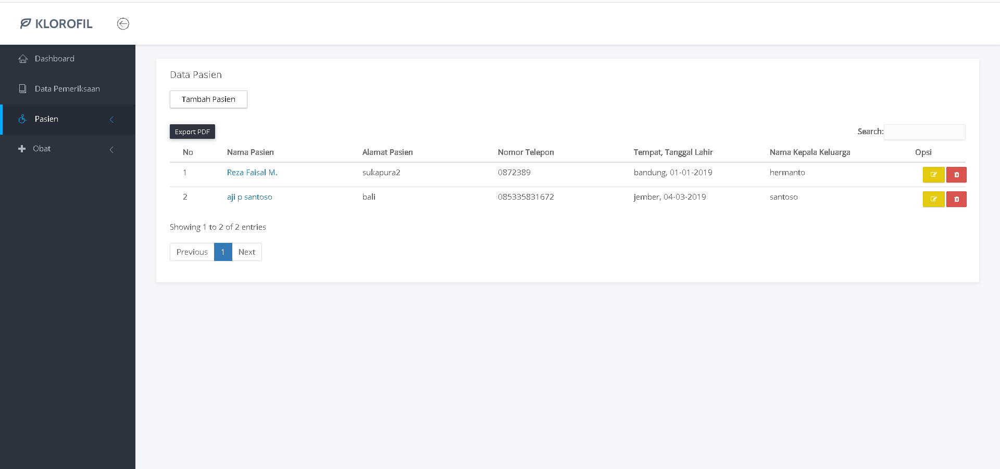 KLOROFIL
Dashboard
Data Pemeriksaan
Pasien
Obat
Data Pasien
Tambah Pasien
Export PDF
Search:
No Nama Pasien Alamat Pasien Nomor Telepon Tempat, Tanggal Lahir Nama Kepala Keluarga Opsi
1 Reza Faisal M. sukapura2 0872389 bandung, 01-01-2019 hermanto
2 aji p santoso bali 085335831672 jember, 04-03-2019 santoso
Showing 1 to 2 of 2 entries
Previous 1 Next